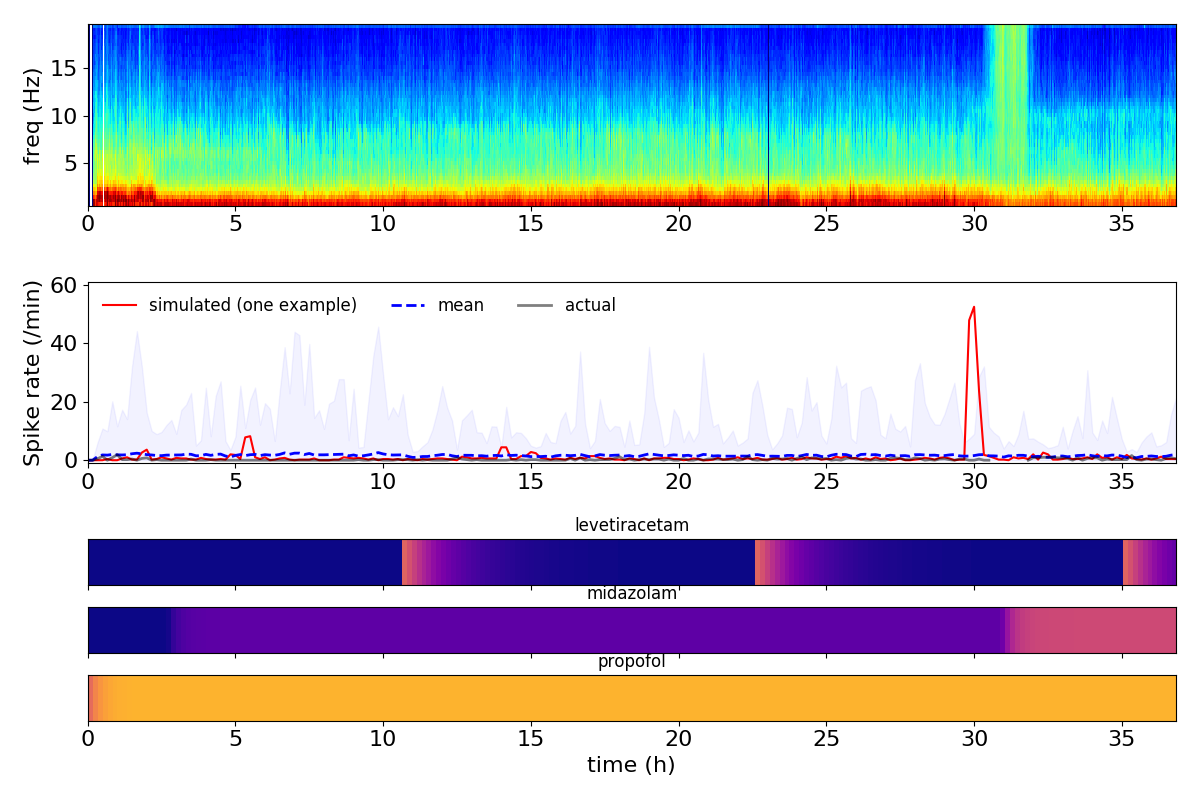 freq (Hz)
15
10
5
0 5 10 15 20 25 30 35
Spike rate (/min)
60
40
20
0
simulated (one example) mean actual
0 5 10 15 20 25 30 35
levetiracetam
midazolam
propofol
0 5 10 15 20 25 30 35
time (h)